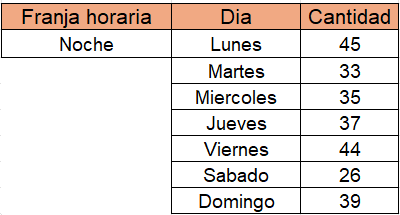 Franja horaria Dia Cantidad
Noche Lunes 45
Martes 33
Miercoles 35
Jueves 37
Viernes 44
Sabado 26
Domingo 39